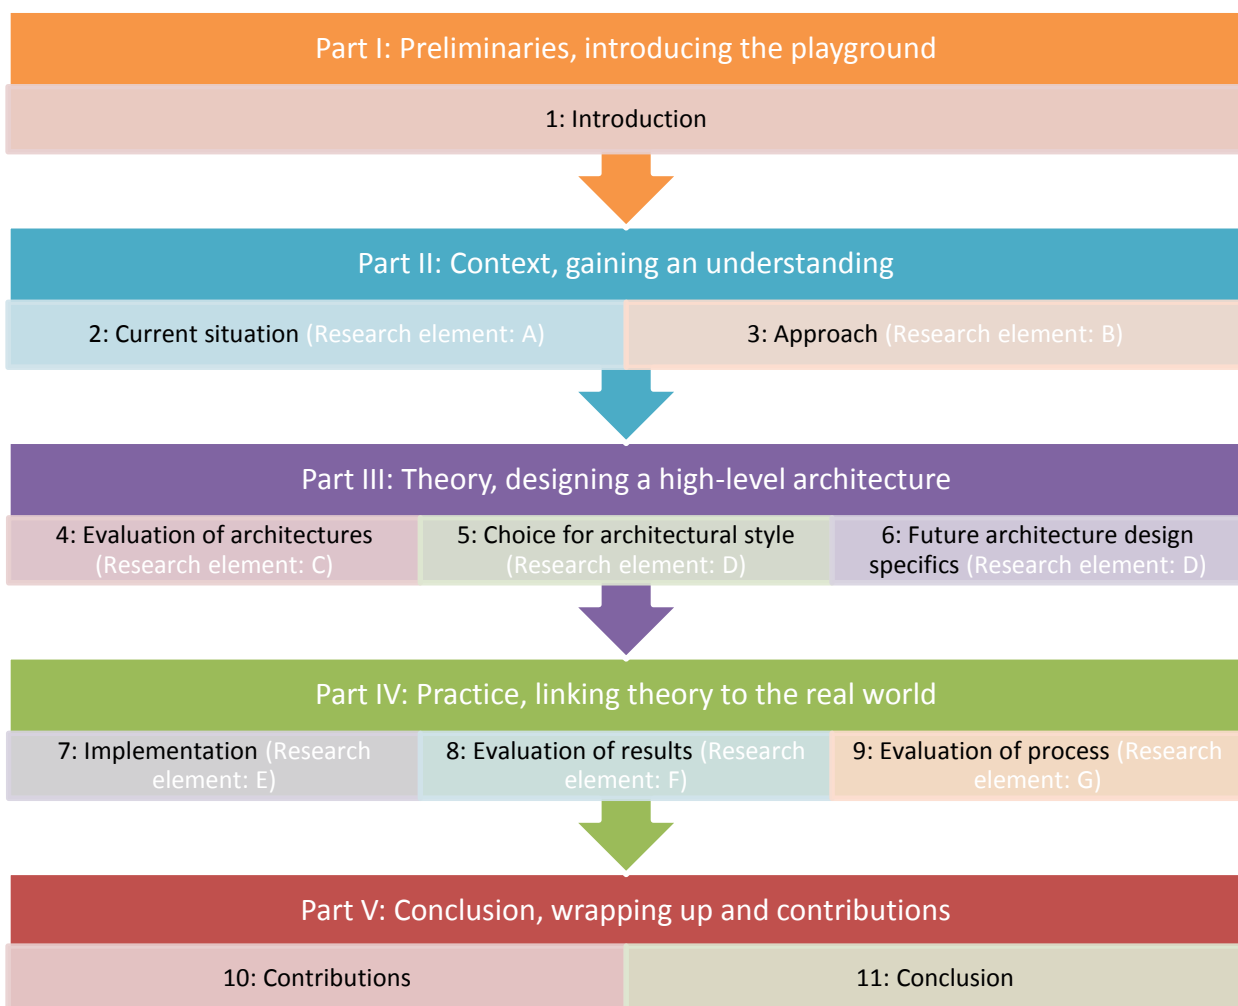 Part I: Preliminaries, introducing the playground
1: Introduction
Part II: Context, gaining an understanding
2: Current situation (Research element: A)
3: Approach (Research element: B)
Part III: Theory, designing a high-level architecture
4: Evaluation of architectures
(Research element: C)
5: Choice for architectural style
(Research element: D)
6: Future architecture design
specifics (Research element: D)
Part IV: Practice, linking theory to the real world
7: Implementation (Research
element: E)
8: Evaluation of results (Research
element: F)
9: Evaluation of process (Research
element: G)
Part V: Conclusion, wrapping up and contributions
10: Contributions
11: Conclusion